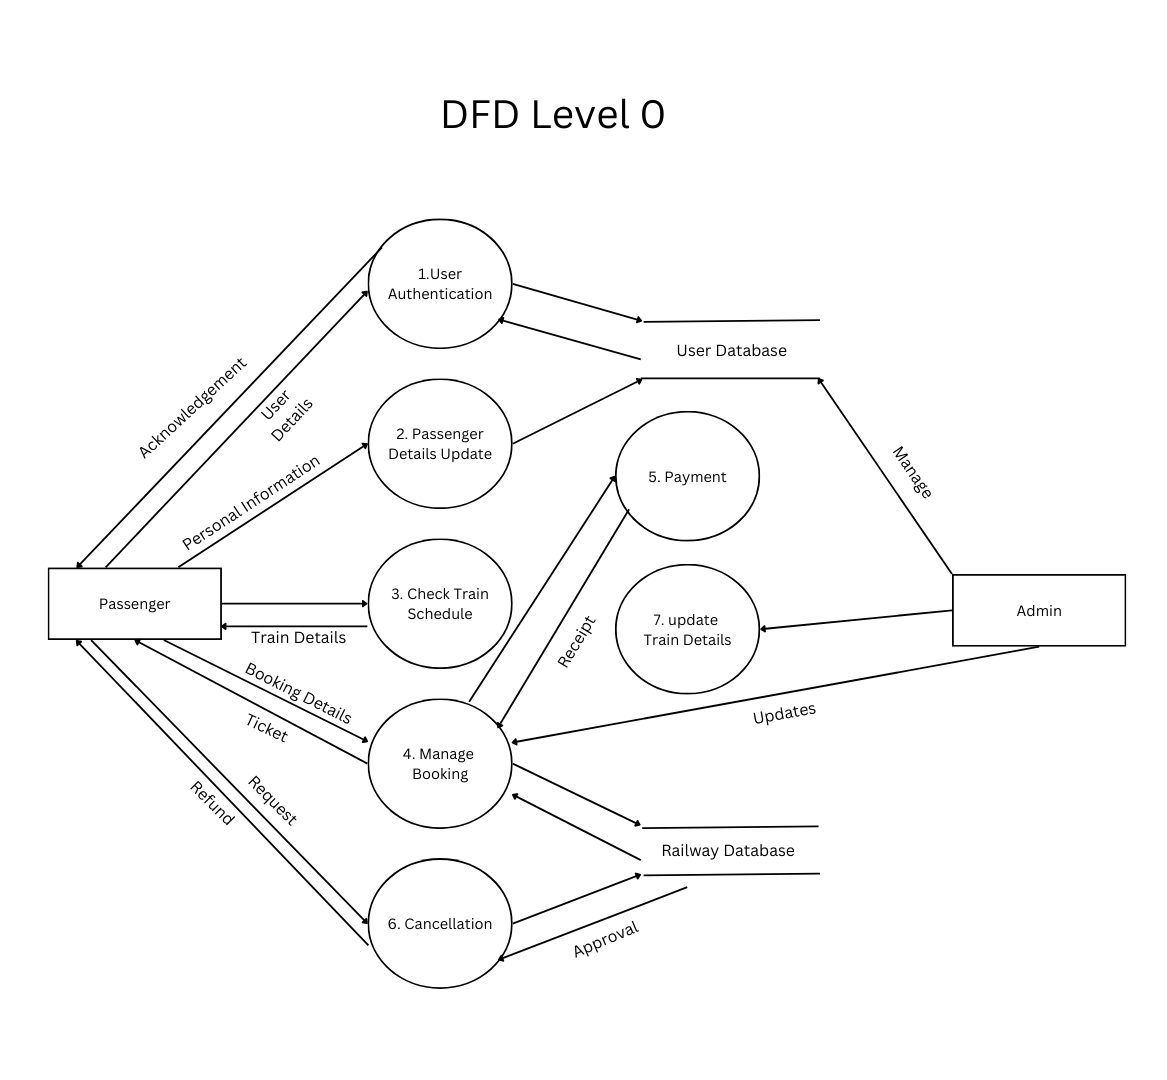 DFD Level 0
1.User
Authentication
User Database
Acknowledgement
User
Details
2. Passenger
Details Update
Personal Information
5. Payment
Manage
3. Check Train
Schedule
Passenger
Train Details
7. update
Train Details
Admin
Receipt
Booking Details
Ticket
Updates
4. Manage
Booking
Request
Refund
Railway Database
6. Cancellation
Approval